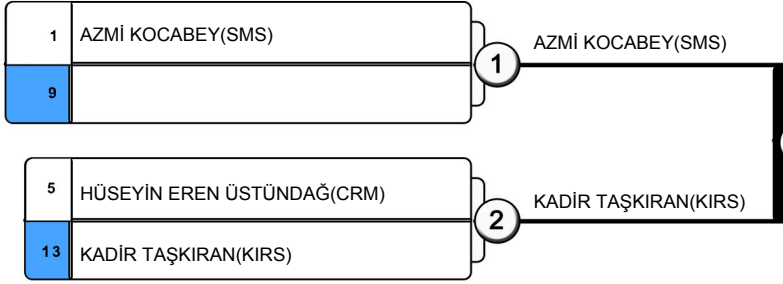 1 AZMİ KOCABEY(SMS)
9
1
AZMİ KOCABEY(SMS)
5 HÜSEYİN EREN ÜSTÜNDAĞ(CRM)
13 KADİR TAŞKIRAN(KIRS)
2
KADİR TAŞKIRAN(KIRS)